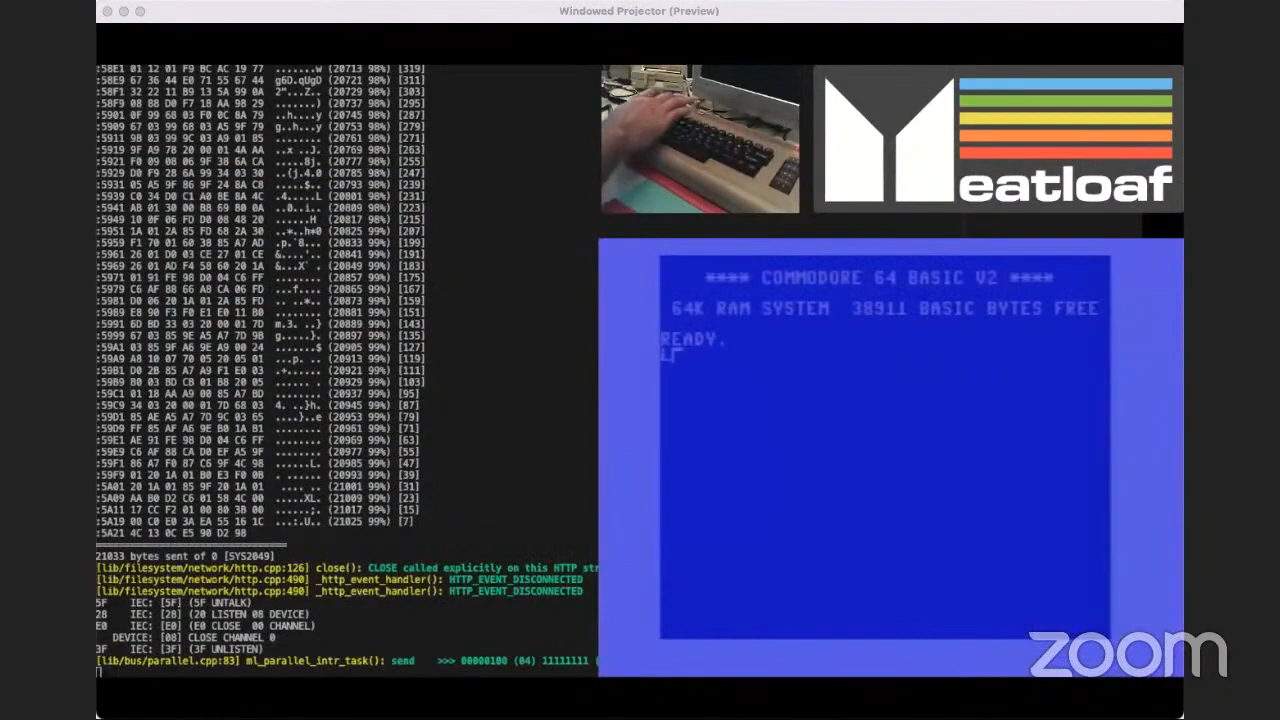 Windowed Projector (Preview)
:58E1 01 12 01 F9 BC AC 19 77 .......W (20713 98%) [319]
:58E9 67 36 44 E0 71 55 67 44 g6D.qUgD (20721 98%) [311]
:58F1 32 22 11 B9 13 5A 99 0A 2"...Z.. (20729 98%) [303]
:58F9 08 88 D0 F7 18 AA 98 29 .......) (20737 98%) [295]
:5901 0F 99 68 03 F0 0C 8A 79 ..h....y (20745 98%) [287]
:5909 67 03 99 68 03 A5 9F 79 g..h...y (20753 98%) [279]
:5911 9B 03 99 9C 03 A9 01 85 ........ (20761 98%) [271]
:5919 9F A9 78 20 00 01 4A AA ..x ..J. (20769 98%) [263]
:5921 F0 09 08 06 9F 38 6A CA .....8j. (20777 98%) [255]
:5929 D0 F9 28 6A 99 34 03 30 ..(j.4.0 (20785 98%) [247]
:5931 05 A5 9F 86 9F 24 8A C8 .....$.. (20793 98%) [239]
:5939 C0 34 D0 C1 A0 8E 8A 4C .4.....L (20801 98%) [231]
:5941 AB 01 30 00 B8 69 B0 0A ..0..i.. (20809 98%) [223]
:5949 10 0F 06 FD D0 08 48 20 ......H (20817 98%) [215]
:5951 1A 01 2A 85 FD 68 2A 30 ..*..h*0 (20825 99%) [207]
:5959 F1 70 01 60 38 85 A7 AD .p.`8... (20833 99%) [199]
:5961 26 01 D0 03 CE 27 01 CE &....'.. (20841 99%) [191]
:5969 26 01 AD F4 58 60 20 1A &...X` . (20849 99%) [183]
:5971 01 91 FE 98 D0 04 C6 FF ........ (20857 99%) [175]
:5979 C6 AF 88 66 A8 CA 06 FD ...f.... (20865 99%) [167]
:5981 D0 06 20 1A 01 2A 85 FD .. ..*.. (20873 99%) [159]
:5989 E8 90 F3 F0 E1 E0 11 B0 ........ (20881 99%) [151]
:5991 6D BD 33 03 20 00 01 7D m.3. ..} (20889 99%) [143]
:5999 67 03 85 9E A5 A7 7D 9B g.....}. (20897 99%) [135]
:59A1 03 85 9F A6 9E A9 00 24 .......$ (20905 99%) [127]
:59A9 A8 10 07 70 05 20 05 01 ...p. .. (20913 99%) [119]
:59B1 D0 2B 85 A7 A9 F1 E0 03 .+...... (20921 99%) [111]
:59B9 B0 03 BD CB 01 B8 20 05 ...... . (20929 99%) [103]
:59C1 01 18 AA A9 00 85 A7 BD ........ (20937 99%) [95]
:59C9 34 03 20 00 01 7D 68 03 4. ..}h. (20945 99%) [87]
:59D1 85 AE A5 A7 7D 9C 03 65 ....}..e (20953 99%) [79]
:59D9 FF 85 AF A6 9E B0 1A B1 ........ (20961 99%) [71]
:59E1 AE 91 FE 98 D0 04 C6 FF ........ (20969 99%) [63]
:59E9 C6 AF 88 CA D0 EF A5 9F ........ (20977 99%) [55]
:59F1 86 A7 F0 87 C6 9F 4C 98 ......L. (20985 99%) [47]
:59F9 01 20 1A 01 B0 E3 F0 0B . ...... (20993 99%) [39]
:5A01 20 1A 01 85 9F 20 1A 01 .... .. (21001 99%) [31]
:5A09 AA B0 D2 C6 01 58 4C 00 .....XL. (21009 99%) [23]
:5A11 17 CC F2 01 00 80 3B 00 ......;. (21017 99%) [15]
:5A19 00 C0 E0 3A EA 55 16 1C ...:.U.. (21025 99%) [7]
:5A21 4C 13 0C E5 90 D2 98
21033 bytes sent of 0 [SYS2049]
[lib/filesystem/network/http.cpp:126] close(): CLOSE called explicitly on this HTTP str
[lib/filesystem/network/http.cpp:490] _http_event_handler(): HTTP_EVENT_DISCONNECTED
[lib/filesystem/network/http.cpp:490] _http_event_handler(): HTTP_EVENT_DISCONNECTED
5F IEC: [5F] (5F UNTALK)
28 IEC: [28] (20 LISTEN 08 DEVICE)
E0 IEC: [E0] (E0 CLOSE 00 CHANNEL)
DEVICE: [08] CLOSE CHANNEL 0
3F IEC: [3F] (3F UNLISTEN)
[lib/bus/parallel.cpp:83] ml_parallel_intr_task(): send >>> 00000100 (04) 11111111 (
Meatloaf
**** COMMODORE 64 BASIC V2 ****
64K RAM SYSTEM 38911 BASIC BYTES FREE
READY.
L
zoom